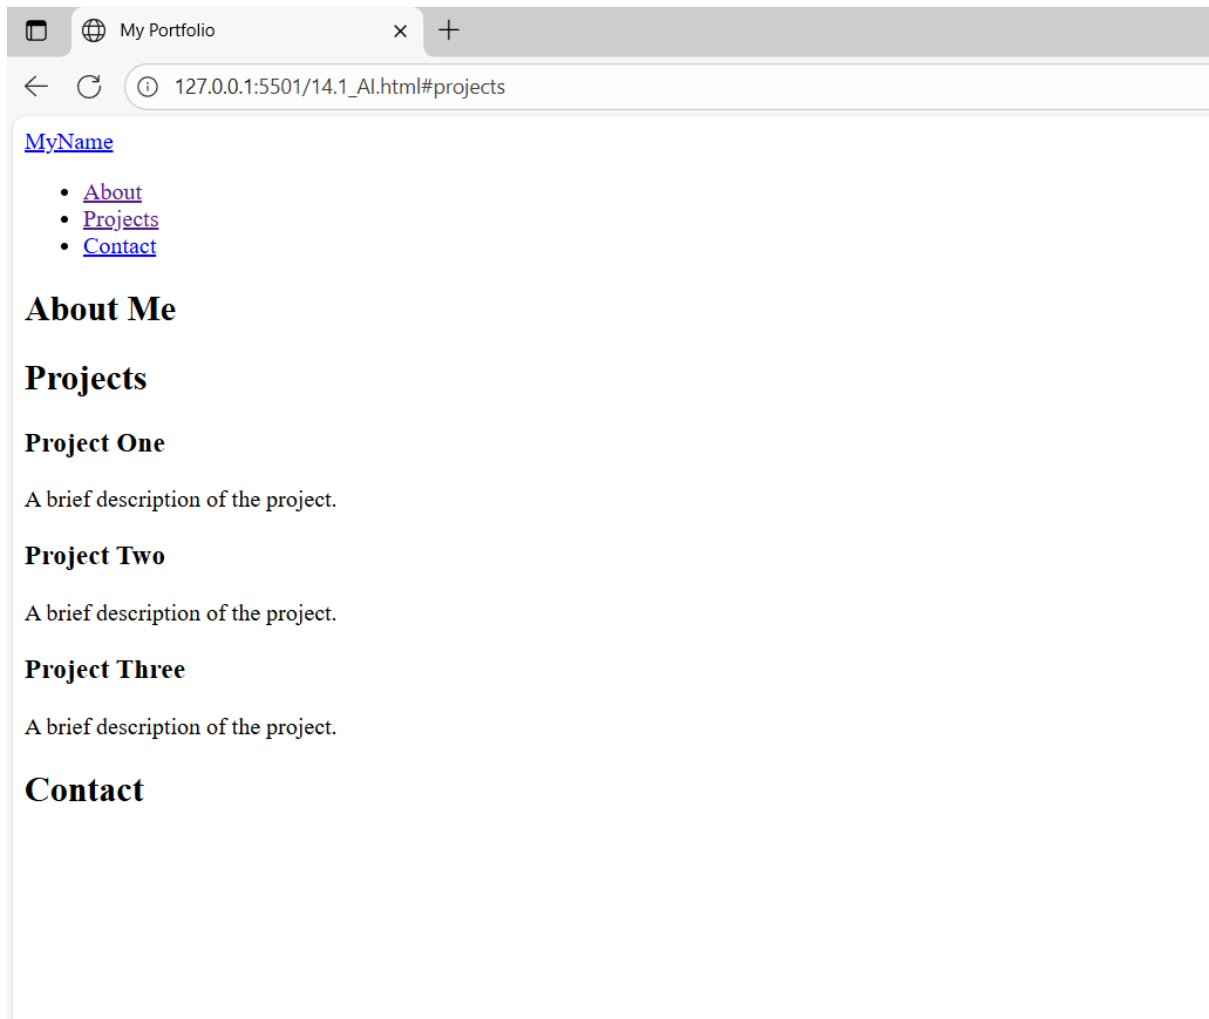 My Portfolio
127.0.0.1:5501/14.1_AI.html#projects
MyName
About
Projects
Contact
About Me
Projects
Project One
A brief description of the project.
Project Two
A brief description of the project.
Project Three
A brief description of the project.
Contact